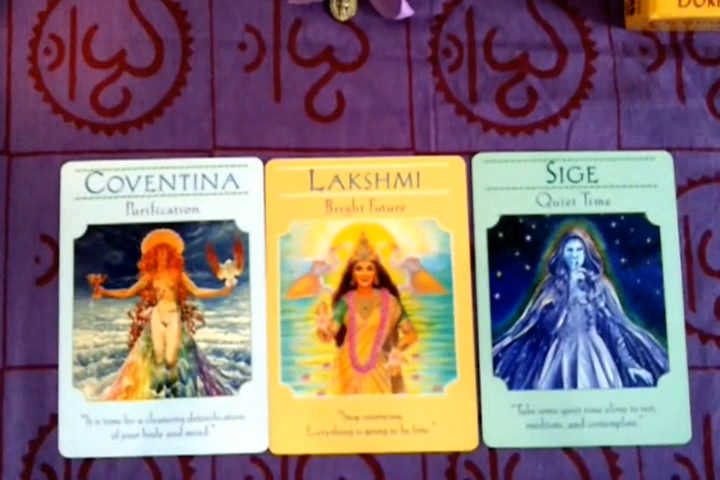 DORE
COVENTINA
Purification
"It is time for a cleansing detoxification
of your body and mind."
LAKSHMI
Bright Future
"Stop worrying.
Everything is going to be fine."
SIGE
Quiet Time
"Take some quiet time alone to rest,
meditate, and contemplate."
ॐ
ॐ
ॐ
ॐ